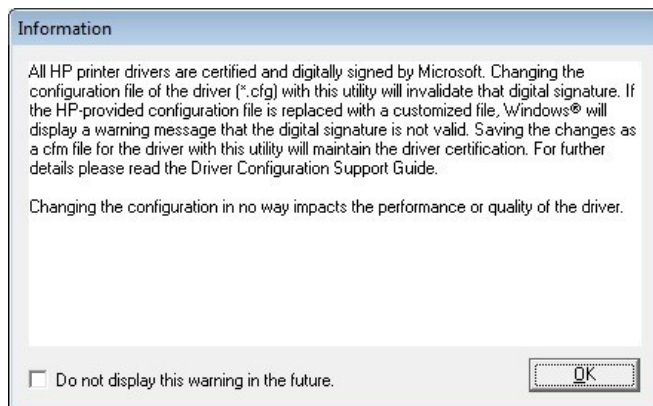 Information
All HP printer drivers are certified and digitally signed by Microsoft. Changing the
configuration file of the driver (*.cfg) with this utility will invalidate that digital signature. If
the HP-provided configuration file is replaced with a customized file, Windows® will
display a warning message that the digital signature is not valid. Saving the changes as
a cfm file for the driver with this utility will maintain the driver certification. For further
details please read the Driver Configuration Support Guide.
Changing the configuration in no way impacts the performance or quality of the driver.
Do not display this warning in the future.
OK